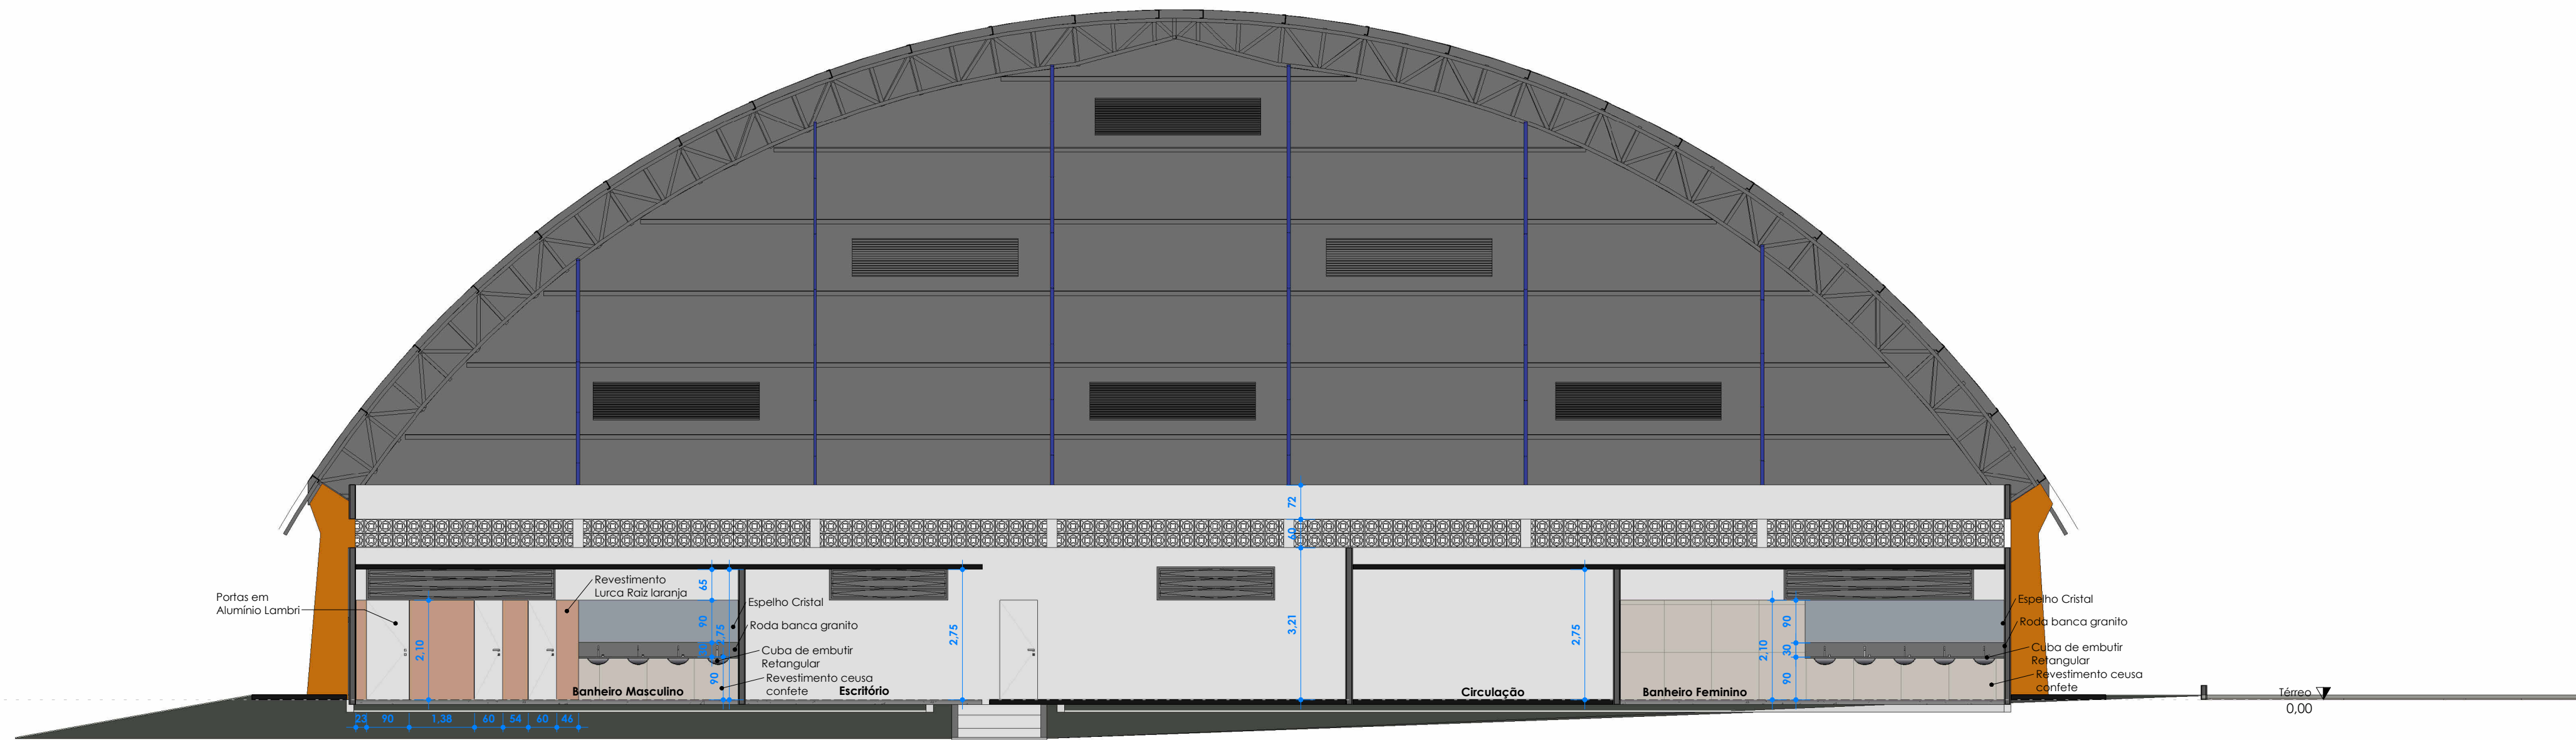 72
60
3,21
Portas em
Alumínio Lambri
2,10
Revestimento
Lurca Raiz laranja
65
90
2,75
90
Espelho Cristal
Roda banca granito
Cuba de embutir
Retangular
Revestimento ceusa
confete
Banheiro Masculino
Escritório
2,75
2,75
Circulação
Banheiro Feminino
2,10
90
30
90
Espelho Cristal
Roda banca granito
Cuba de embutir
Retangular
Revestimento ceusa
confete
Térreo
0,00
23 90 1,38 60 54 60 46